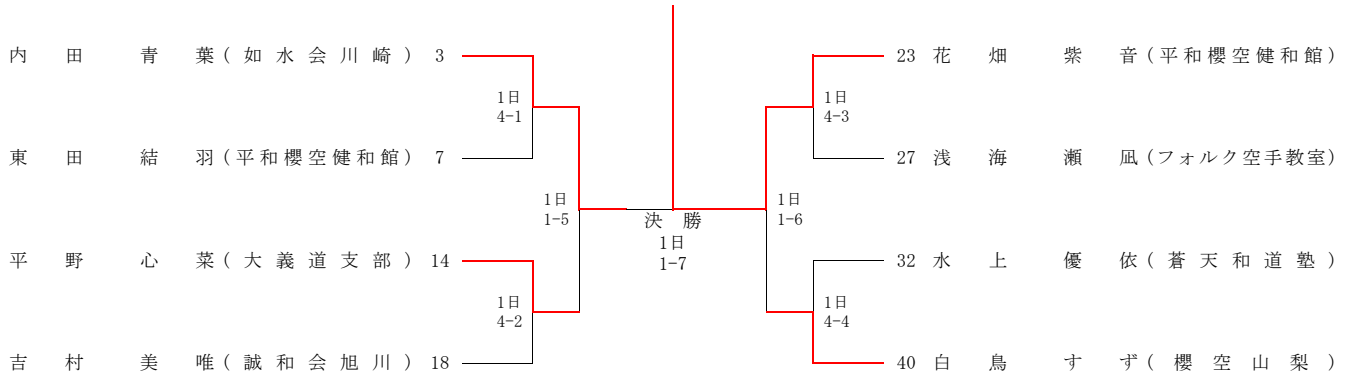 内田青葉(如水会川崎) 3
1日
4-1
東田結羽(平和櫻空健和館) 7
1日
1-5
平野心菜(大義道支部) 14
1日
4-2
吉村美唯(誠和会旭川) 18
決勝
1日
1-7
23 花畑紫音(平和櫻空健和館)
1日
4-3
27 浅海瀬凪(フォルク空手教室)
1日
1-6
32 水上優依(蒼天和道塾)
1日
4-4
40 白鳥すず(櫻空山梨)